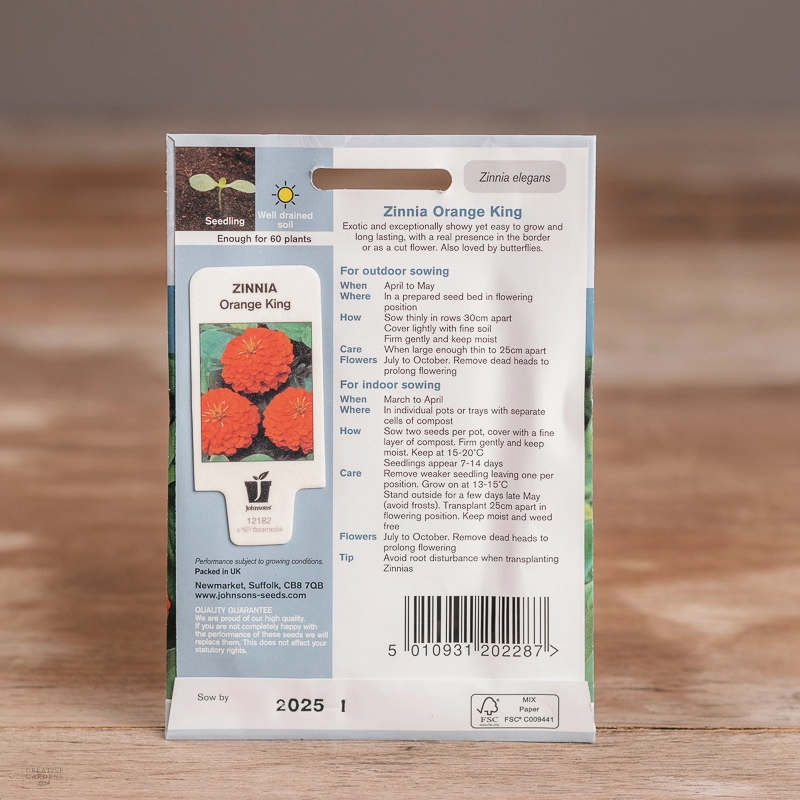 Zinnia elegans
Seedling
Well drained
soil
Enough for 60 plants
Zinnia Orange King
Exotic and exceptionally showy yet easy to grow and
long lasting, with a real presence in the border
or as a cut flower. Also loved by butterflies.
ZINNIA
Orange King
Johnsons
12182
For outdoor sowing
When April to May
Where In a prepared seed bed in flowering
position
How Sow thinly in rows 30cm apart
Cover lightly with fine soil
Firm gently and keep moist
Care When large enough thin to 25cm apart
Flowers July to October. Remove dead heads to
prolong flowering
For indoor sowing
When March to April
Where In individual pots or trays with separate
cells of compost
How Sow two seeds per pot, cover with a fine
layer of compost. Firm gently and keep
moist. Keep at 15-20°C
Seedlings appear 7-14 days
Care Remove weaker seedling leaving one per
position. Grow on at 13-15°C
Stand outside for a few days late May
(avoid frosts). Transplant 25cm apart in
flowering position. Keep moist and weed
free
Flowers July to October. Remove dead heads to
prolong flowering
Tip Avoid root disturbance when transplanting
Zinnias
Performance subject to growing conditions.
Packed in UK
Newmarket, Suffolk, CB8 7QB
www.johnsons-seeds.com
QUALITY GUARANTEE
We are proud of our high quality.
If you are not completely happy with
the performance of these seeds we will
replace them. This does not affect your
statutory rights.
5 010931 202287 >
Sow by 2025 1
FSC
MIX
Paper
FSC® C009441
CREATIVE
GARDENS